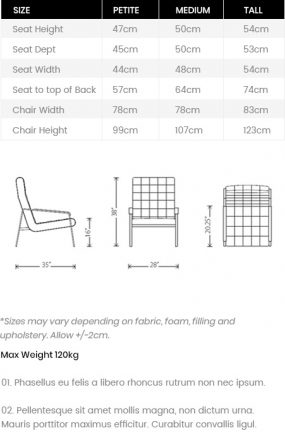 SIZE PETITE MEDIUM TALL
Seat Height 47cm 50cm 54cm
Seat Dept 45cm 50cm 53cm
Seat Width 44cm 48cm 54cm
Seat to top of Back 57cm 64cm 74cm
Chair Width 78cm 78cm 83cm
Chair Height 99cm 107cm 123cm
16"
38"
20.25"
35"
28"
*Sizes may vary depending on fabric, foam, filling and
upholstery. Allow +/-2cm.
Max Weight 120kg
01. Phasellus eu felis a libero rhoncus rutrum non nec ipsum.
02. Pellentesque sit amet mollis magna, non dictum urna.
Mauris porttitor maximus efficitur. Curabitur convallis ligul.